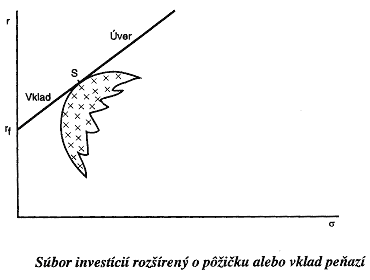 r
Úver
S
Vklad
rf
σ
Súbor investícií rozšírený o pôžičku alebo vklad peňazí